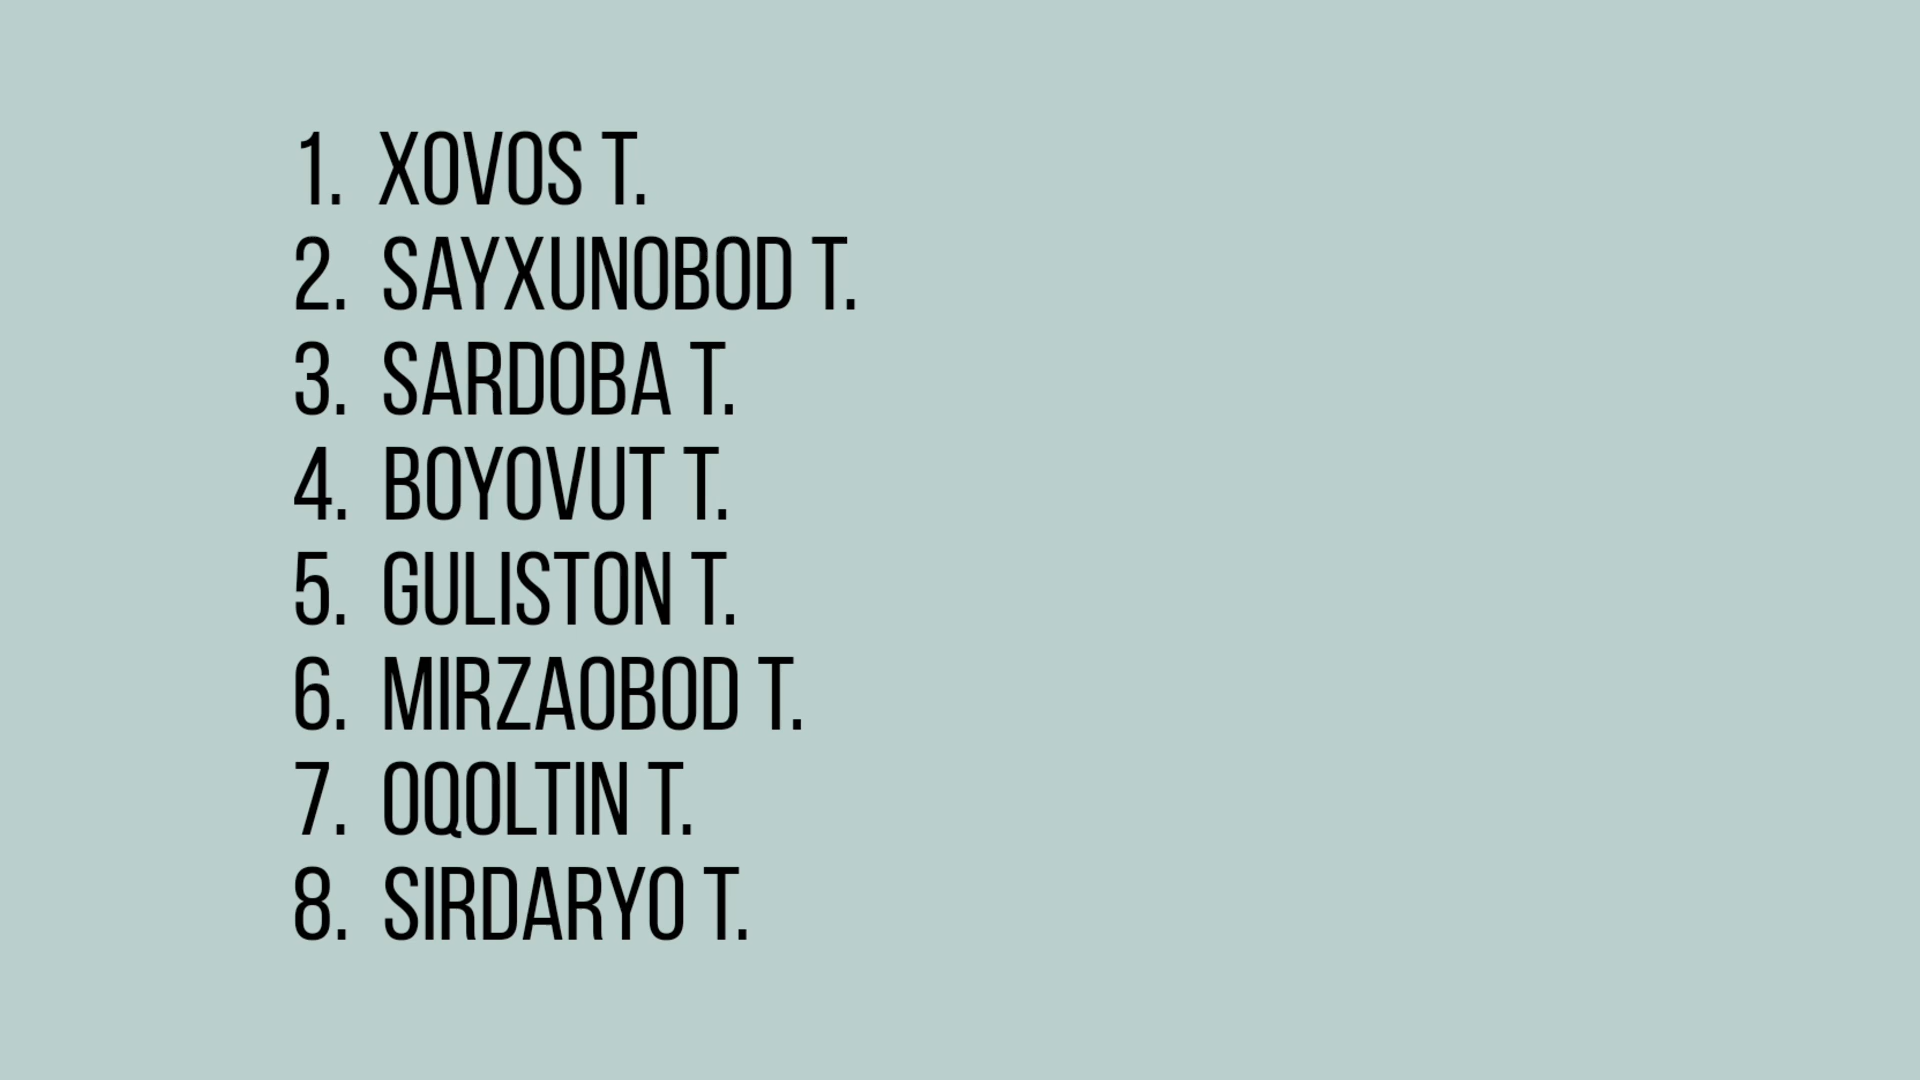 1. XOVOS T.
2. SAYXUNOBOD T.
3. SARDOBA T.
4. BOYOVUT T.
5. GULISTON T.
6. MIRZAOBOD T.
7. OQOLTIN T.
8. SIRDARYO T.